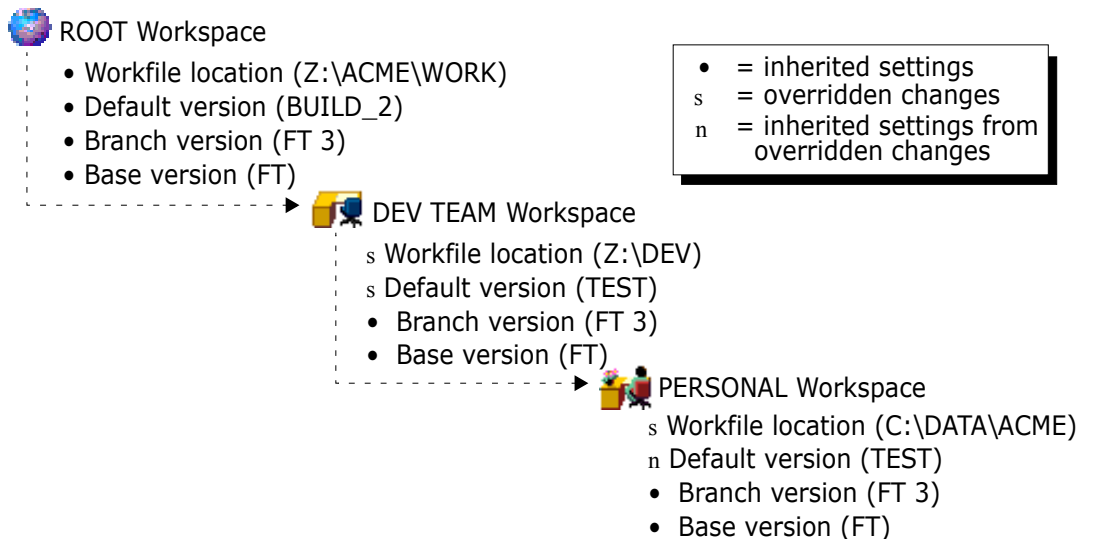 ROOT Workspace
• Workfile location (Z:\ACME\WORK)
• Default version (BUILD_2)
• Branch version (FT 3)
• Base version (FT)
• = inherited settings
s = overridden changes
n = inherited settings from
overridden changes
DEV TEAM Workspace
s Workfile location (Z:\DEV)
s Default version (TEST)
• Branch version (FT 3)
• Base version (FT)
PERSONAL Workspace
s Workfile location (C:\DATA\ACME)
n Default version (TEST)
• Branch version (FT 3)
• Base version (FT)